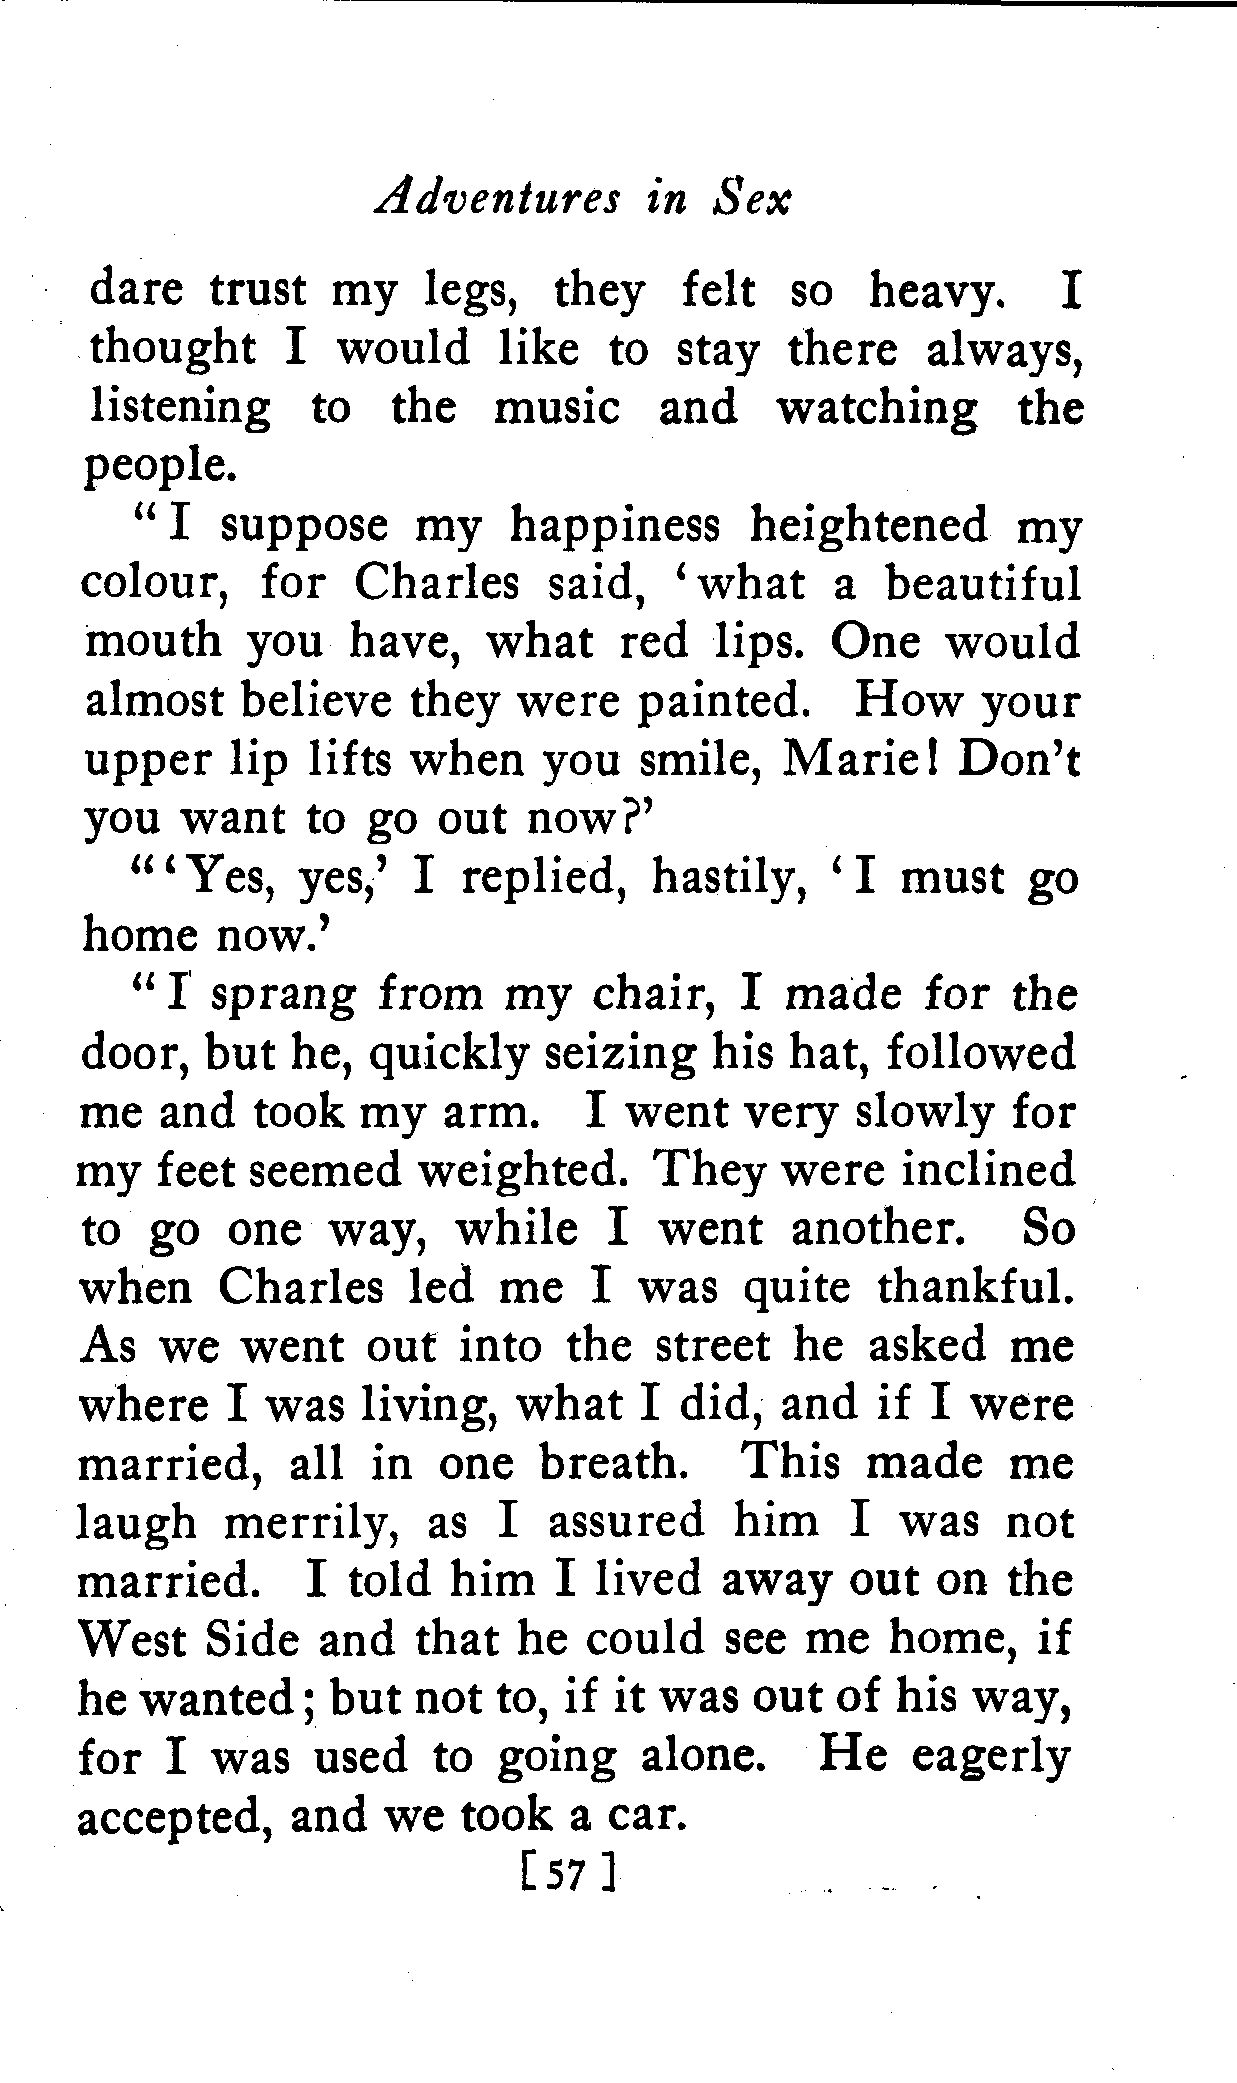 Adventures in Sex
dare trust my legs, they felt so heavy. I
thought I would like to stay there always,
listening to the music and watching the
people.
“I suppose my happiness heightened my
colour, for Charles said, ‘what a beautiful
mouth you have, what red lips. One would
almost believe they were painted. How your
upper lip lifts when you smile, Marie! Don’t
you want to go out now?’
“‘Yes, yes,’ I replied, hastily, ‘I must go
home now.’
“I sprang from my chair, I made for the
door, but he, quickly seizing his hat, followed
me and took my arm. I went very slowly for
my feet seemed weighted. They were inclined
to go one way, while I went another. So
when Charles led me I was quite thankful.
As we went out into the street he asked me
where I was living, what I did, and if I were
married, all in one breath. This made me
laugh merrily, as I assured him I was not
married. I told him I lived away out on the
West Side and that he could see me home, if
he wanted; but not to, if it was out of his way,
for I was used to going alone. He eagerly
accepted, and we took a car.
[57]